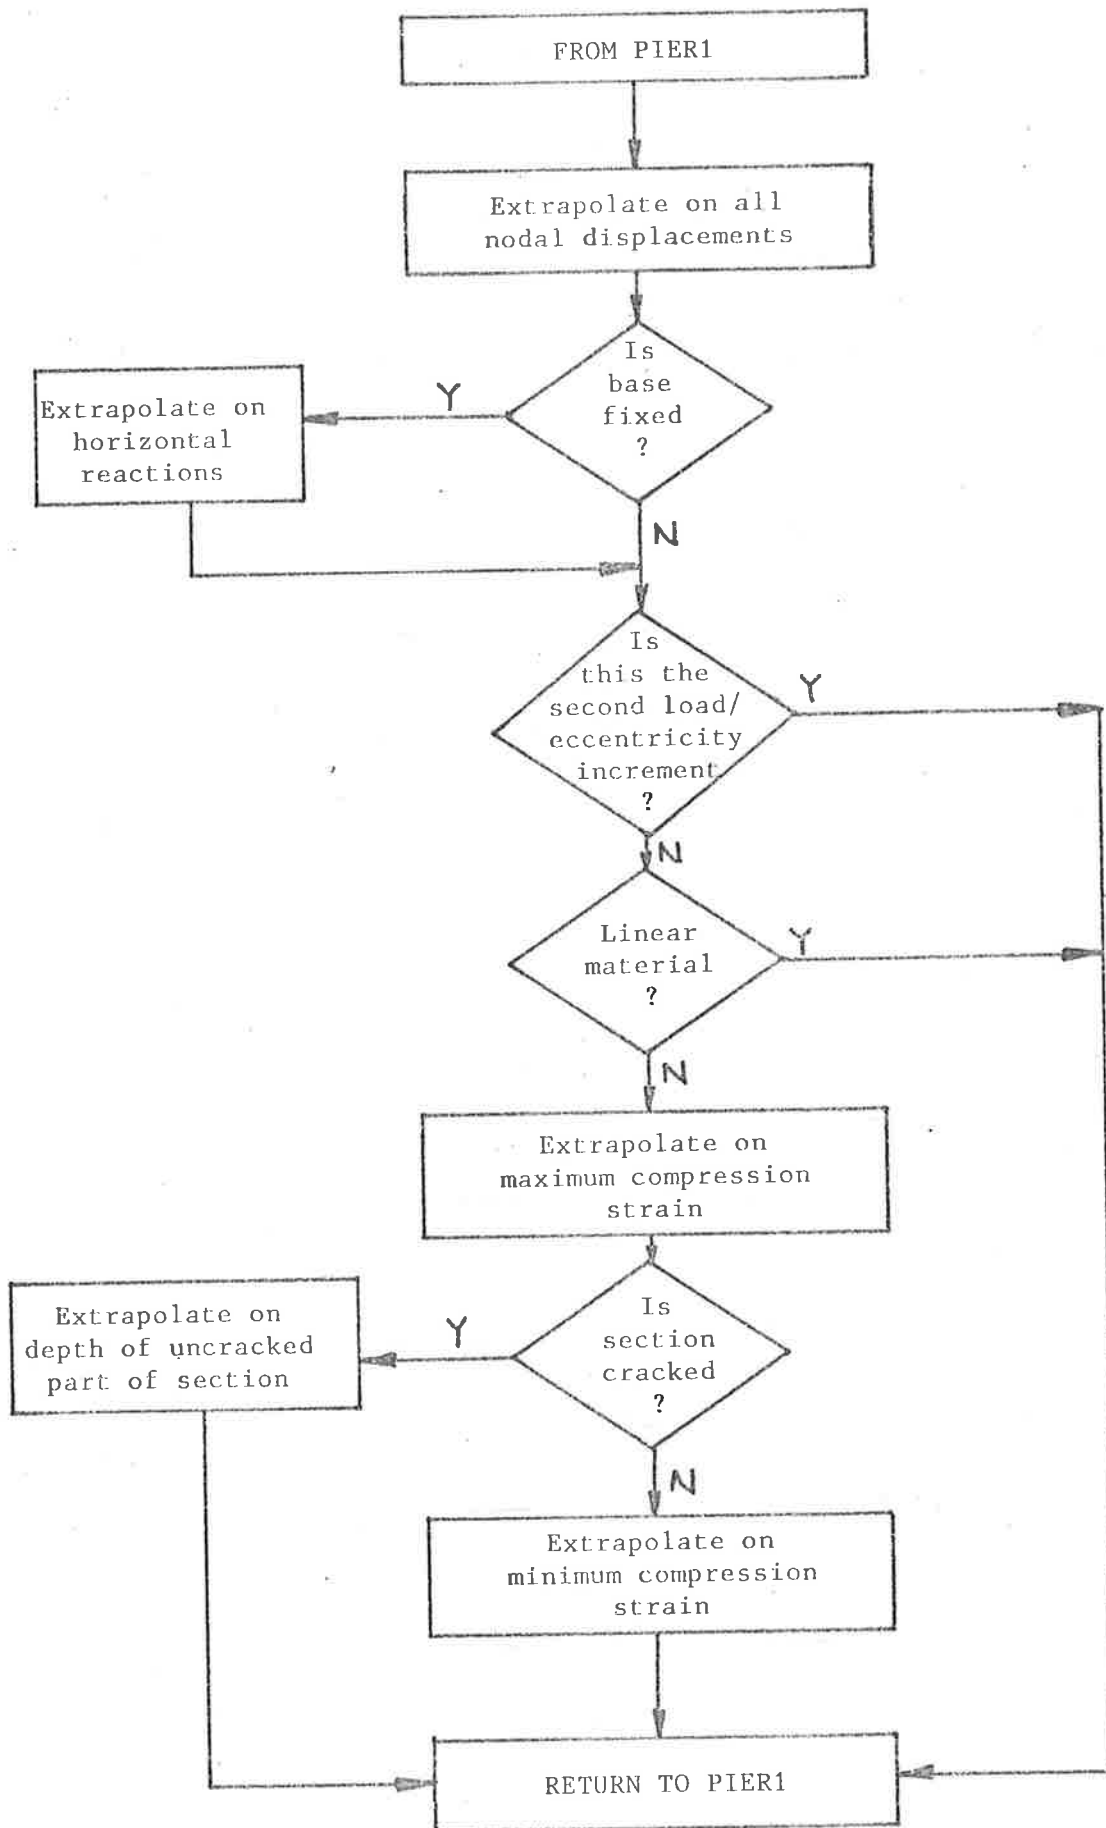 FROM PIER1
Extrapolate on all
nodal displacements
Is
base
fixed
?
Y
Extrapolate on
horizontal
reactions
N
Is
this the
second load/
eccentricity
increment
?
Y
N
Linear
material
?
Y
N
Extrapolate on
maximum compression
strain
Is
section
cracked
?
Y
Extrapolate on
depth of uncracked
part of section
N
Extrapolate on
minimum compression
strain
RETURN TO PIER1